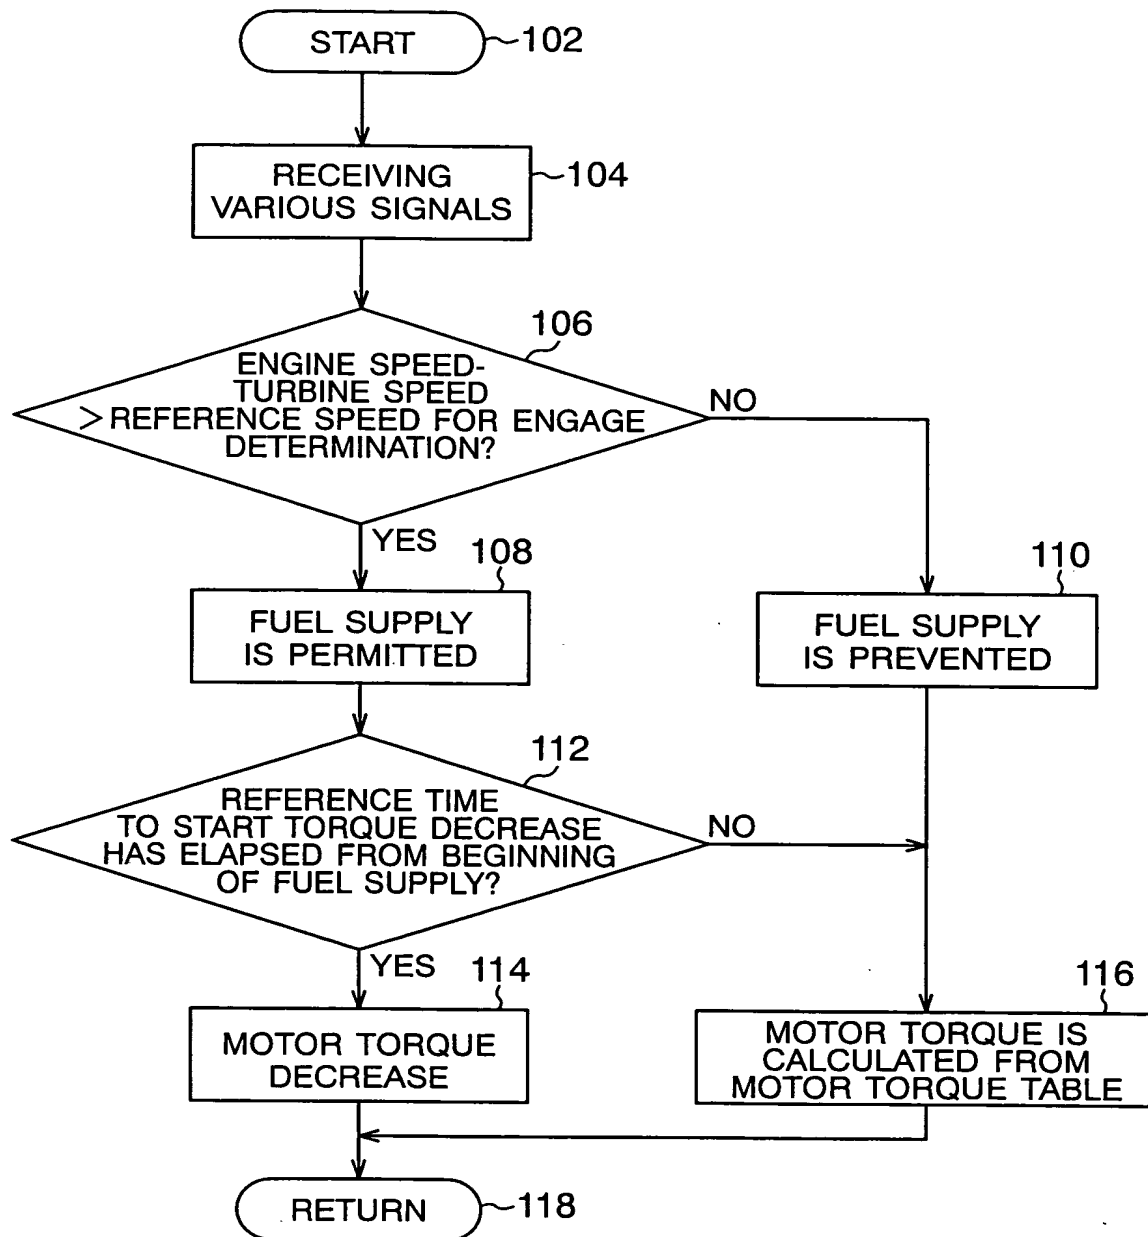 START
102
RECEIVING
VARIOUS SIGNALS
104
106
ENGINE SPEED-
TURBINE SPEED
>REFERENCE SPEED FOR ENGAGE
DETERMINATION?
NO
YES
108
FUEL SUPPLY
IS PERMITTED
110
FUEL SUPPLY
IS PREVENTED
112
REFERENCE TIME
TO START TORQUE DECREASE
HAS ELAPSED FROM BEGINNING
OF FUEL SUPPLY?
NO
YES
114
MOTOR TORQUE
DECREASE
116
MOTOR TORQUE IS
CALCULATED FROM
MOTOR TORQUE TABLE
RETURN
118